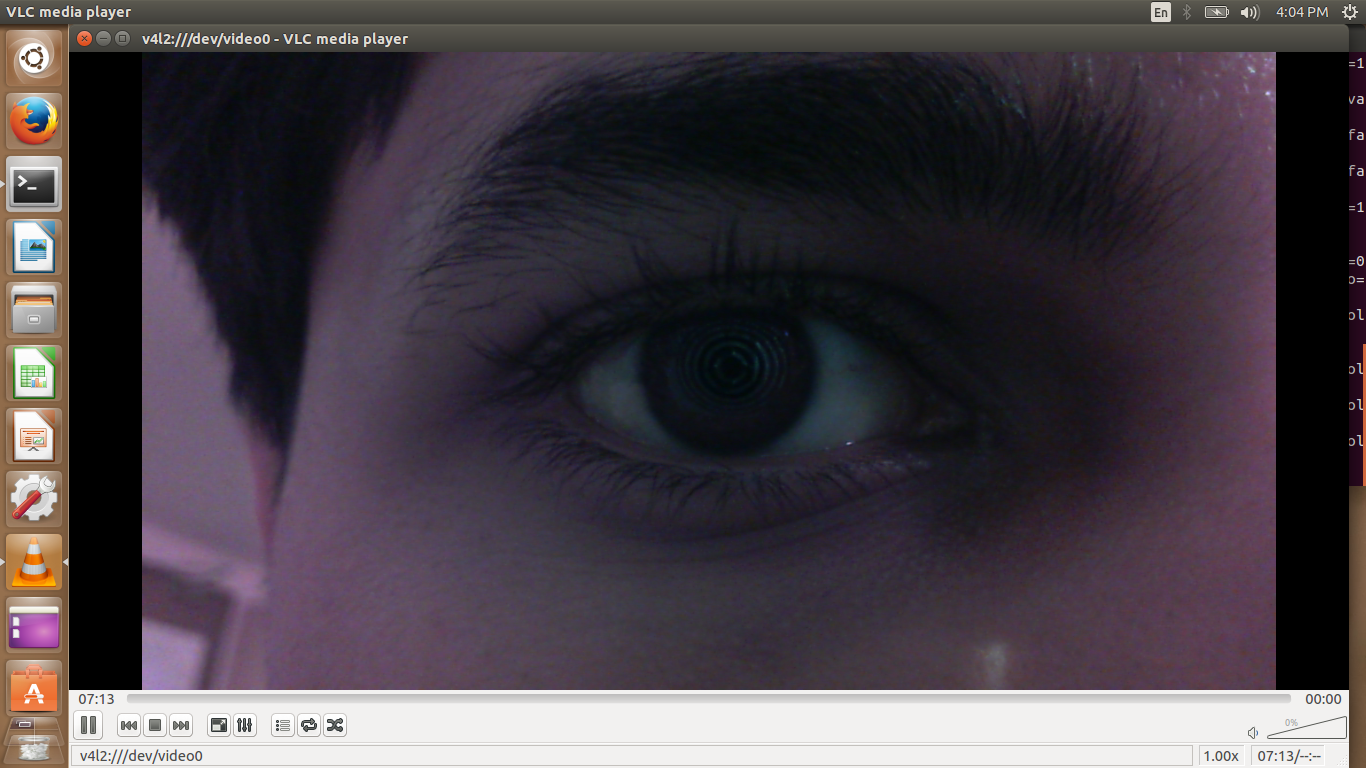 VLC media player
En
4:04 PM
v4l2:///dev/video0 - VLC media player
=1
va
fa
fa
=1
=0
o=
ol
ol
ol
ol
07:13
00:00
0%
v4l2:///dev/video0
1.00x
07:13/--:--